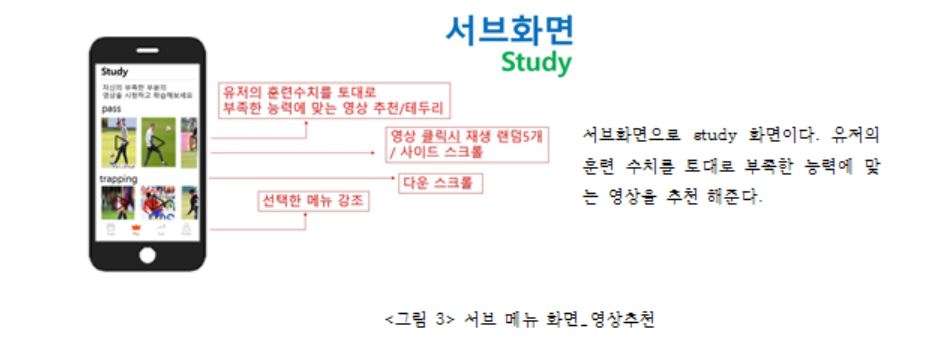 서브화면
Study
Study
자신의 부족한 부분의
영상을 시청하고 학습해보세요
pass
trapping
유저의 훈련수치를 토대로
부족한 능력에 맞는 영상 추천/테두리
영상 클릭시 재생 랜덤5개
/ 사이드 스크롤
다운 스크롤
선택한 메뉴 강조
서브화면으로 study 화면이다. 유저의
훈련 수치를 토대로 부족한 능력에 맞
는 영상을 추천 해준다.
<그림 3> 서브 메뉴 화면_영상추천